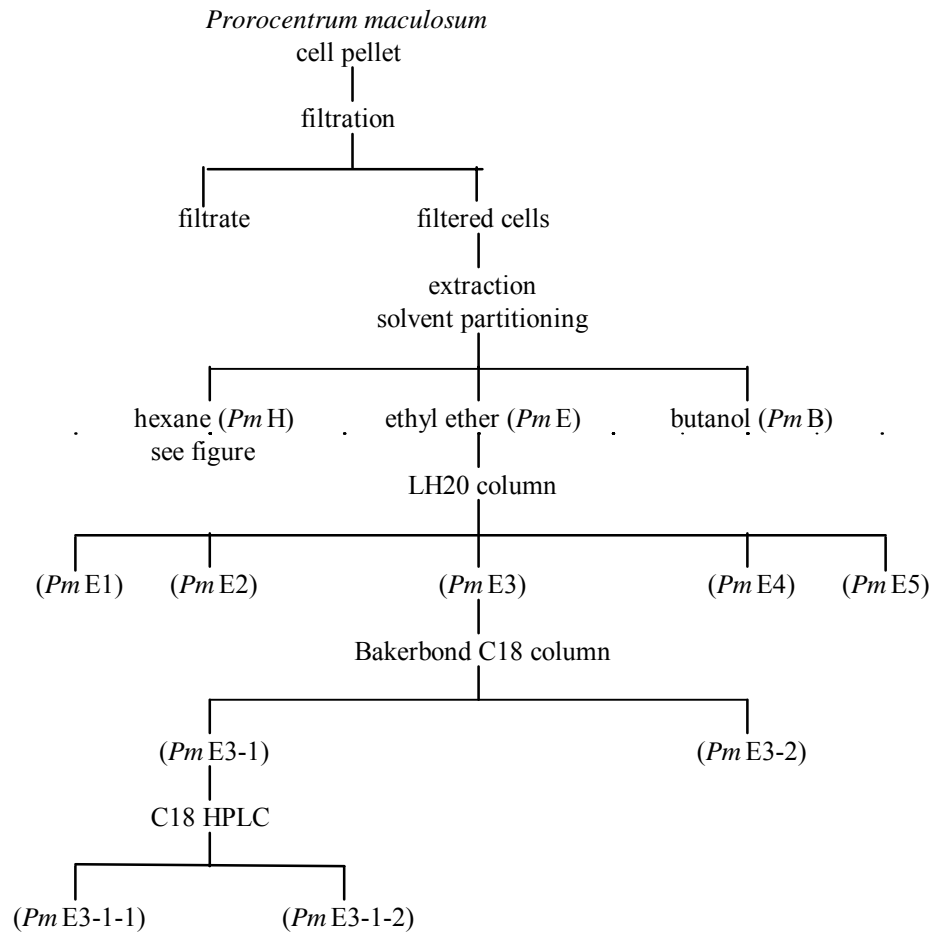 Prorocentrum maculosum
cell pellet
filtration
filtrate
filtered cells
extraction
solvent partitioning
hexane (Pm H)
see figure
ethyl ether (Pm E)
butanol (Pm B)
LH20 column
(Pm E1)
(Pm E2)
(Pm E3)
(Pm E4)
(Pm E5)
Bakerbond C18 column
(Pm E3-1)
(Pm E3-2)
C18 HPLC
(Pm E3-1-1)
(Pm E3-1-2)